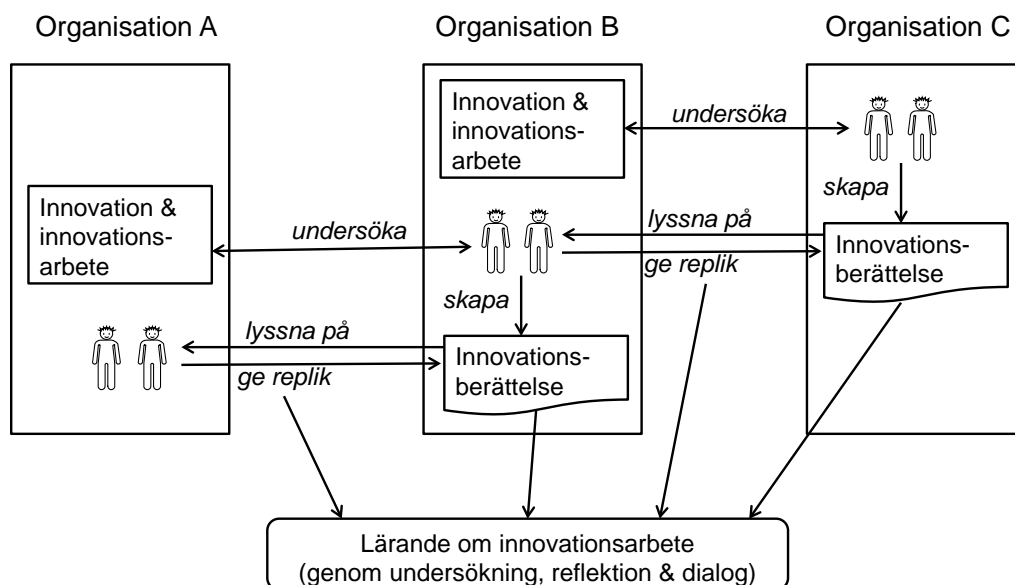 Organisation A
Organisation B
Organisation C
Innovation &
innovations-
arbete
undersöka
skapa
Innovation &
innovations-
arbete
undersöka
lyssna på
ge replik
Innovations-
berättelse
skapa
lyssna på
ge replik
Innovations-
berättelse
Lärande om innovationsarbete
(genom undersökning, reflektion & dialog)